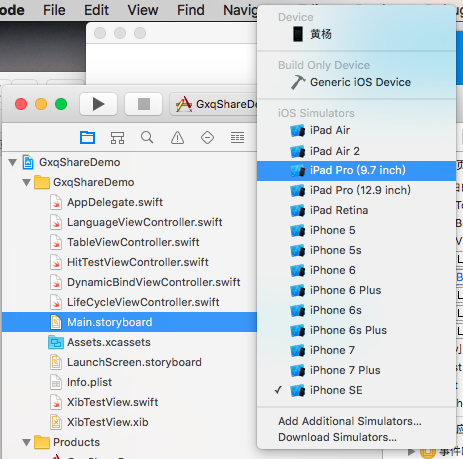 ode File Edit View Find Navig
GxqShareDe
GxqShareDemo
GxqShareDemo
AppDelegate.swift
LanguageViewController.swift
TableViewController.swift
HitTestViewController.swift
DynamicBindViewController.swift
LifeCycleViewController.swift
Main.storyboard
Assets.xcassets
LaunchScreen.storyboard
Info.plist
XibTestView.swift
XibTestView.xib
Products
Device
黄杨
Build Only Device
Generic iOS Device
iOS Simulators
iPad Air
iPad Air 2
iPad Pro (9.7 inch)
iPad Pro (12.9 inch)
iPad Retina
iPhone 5
iPhone 5s
iPhone 6
iPhone 6 Plus
iPhone 6s
iPhone 6s Plus
iPhone 7
iPhone 7 Plus
✓ iPhone SE
Add Additional Simulators...
Download Simulators...